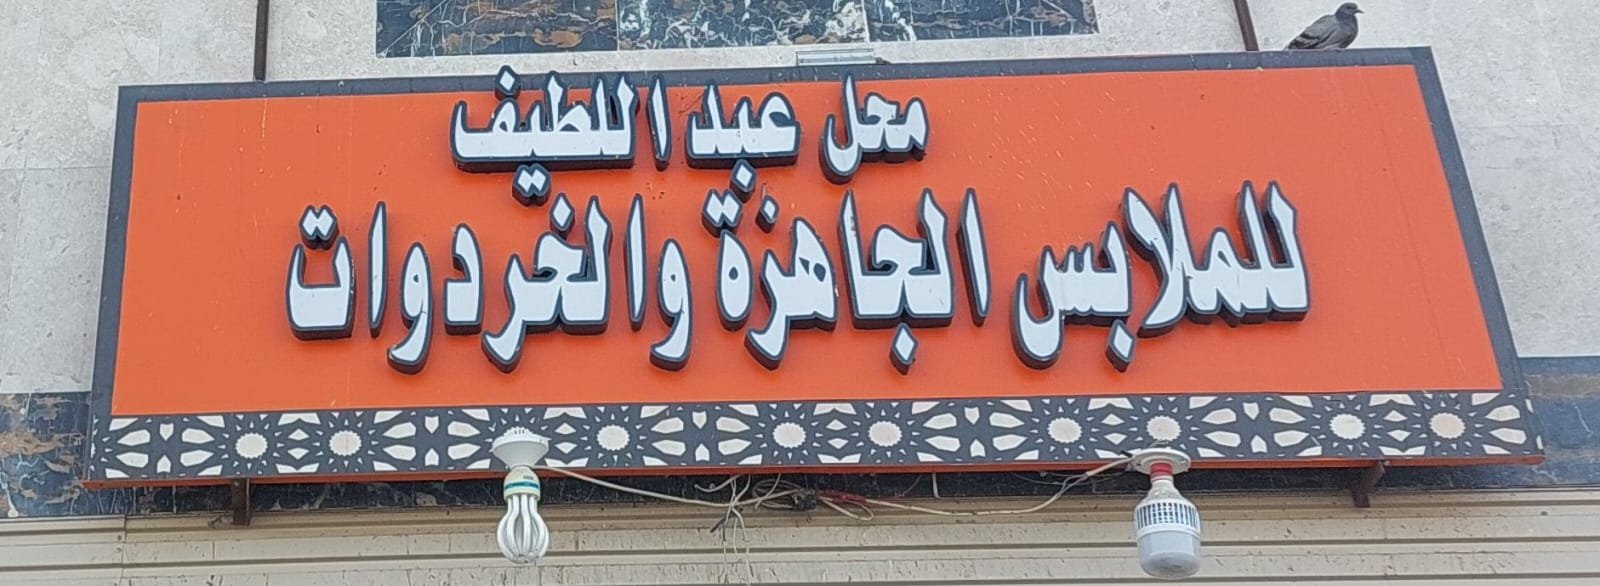 محل عبد اللطيف
للملابس الجاهزة والخردوات